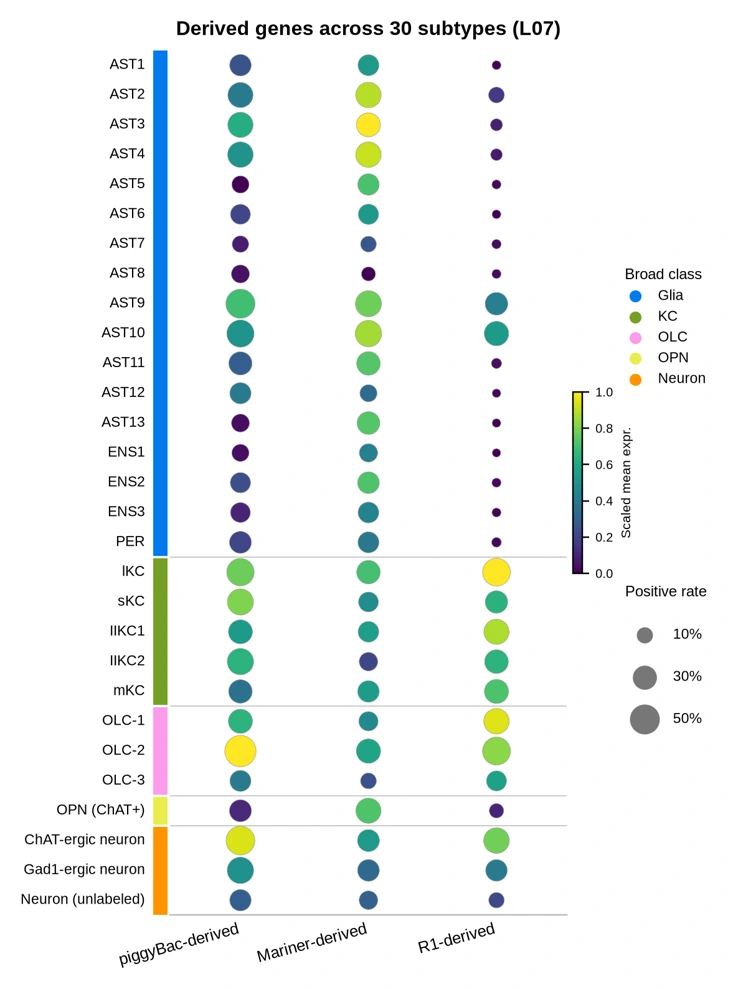 Derived genes across 30 subtypes (L07)
AST1
AST2
AST3
AST4
AST5
AST6
AST7
AST8
AST9
AST10
AST11
AST12
AST13
ENS1
ENS2
ENS3
PER
lKC
sKC
llKC1
llKC2
mKC
OLC-1
OLC-2
OLC-3
OPN (ChAT+)
ChAT-ergic neuron
Gad1-ergic neuron
Neuron (unlabeled)
piggyBac-derived
Mariner-derived
R1-derived
Broad class
Glia
KC
OLC
OPN
Neuron
1.0
0.8
0.6
0.4
0.2
0.0
Scaled mean expr.
Positive rate
10%
30%
50%